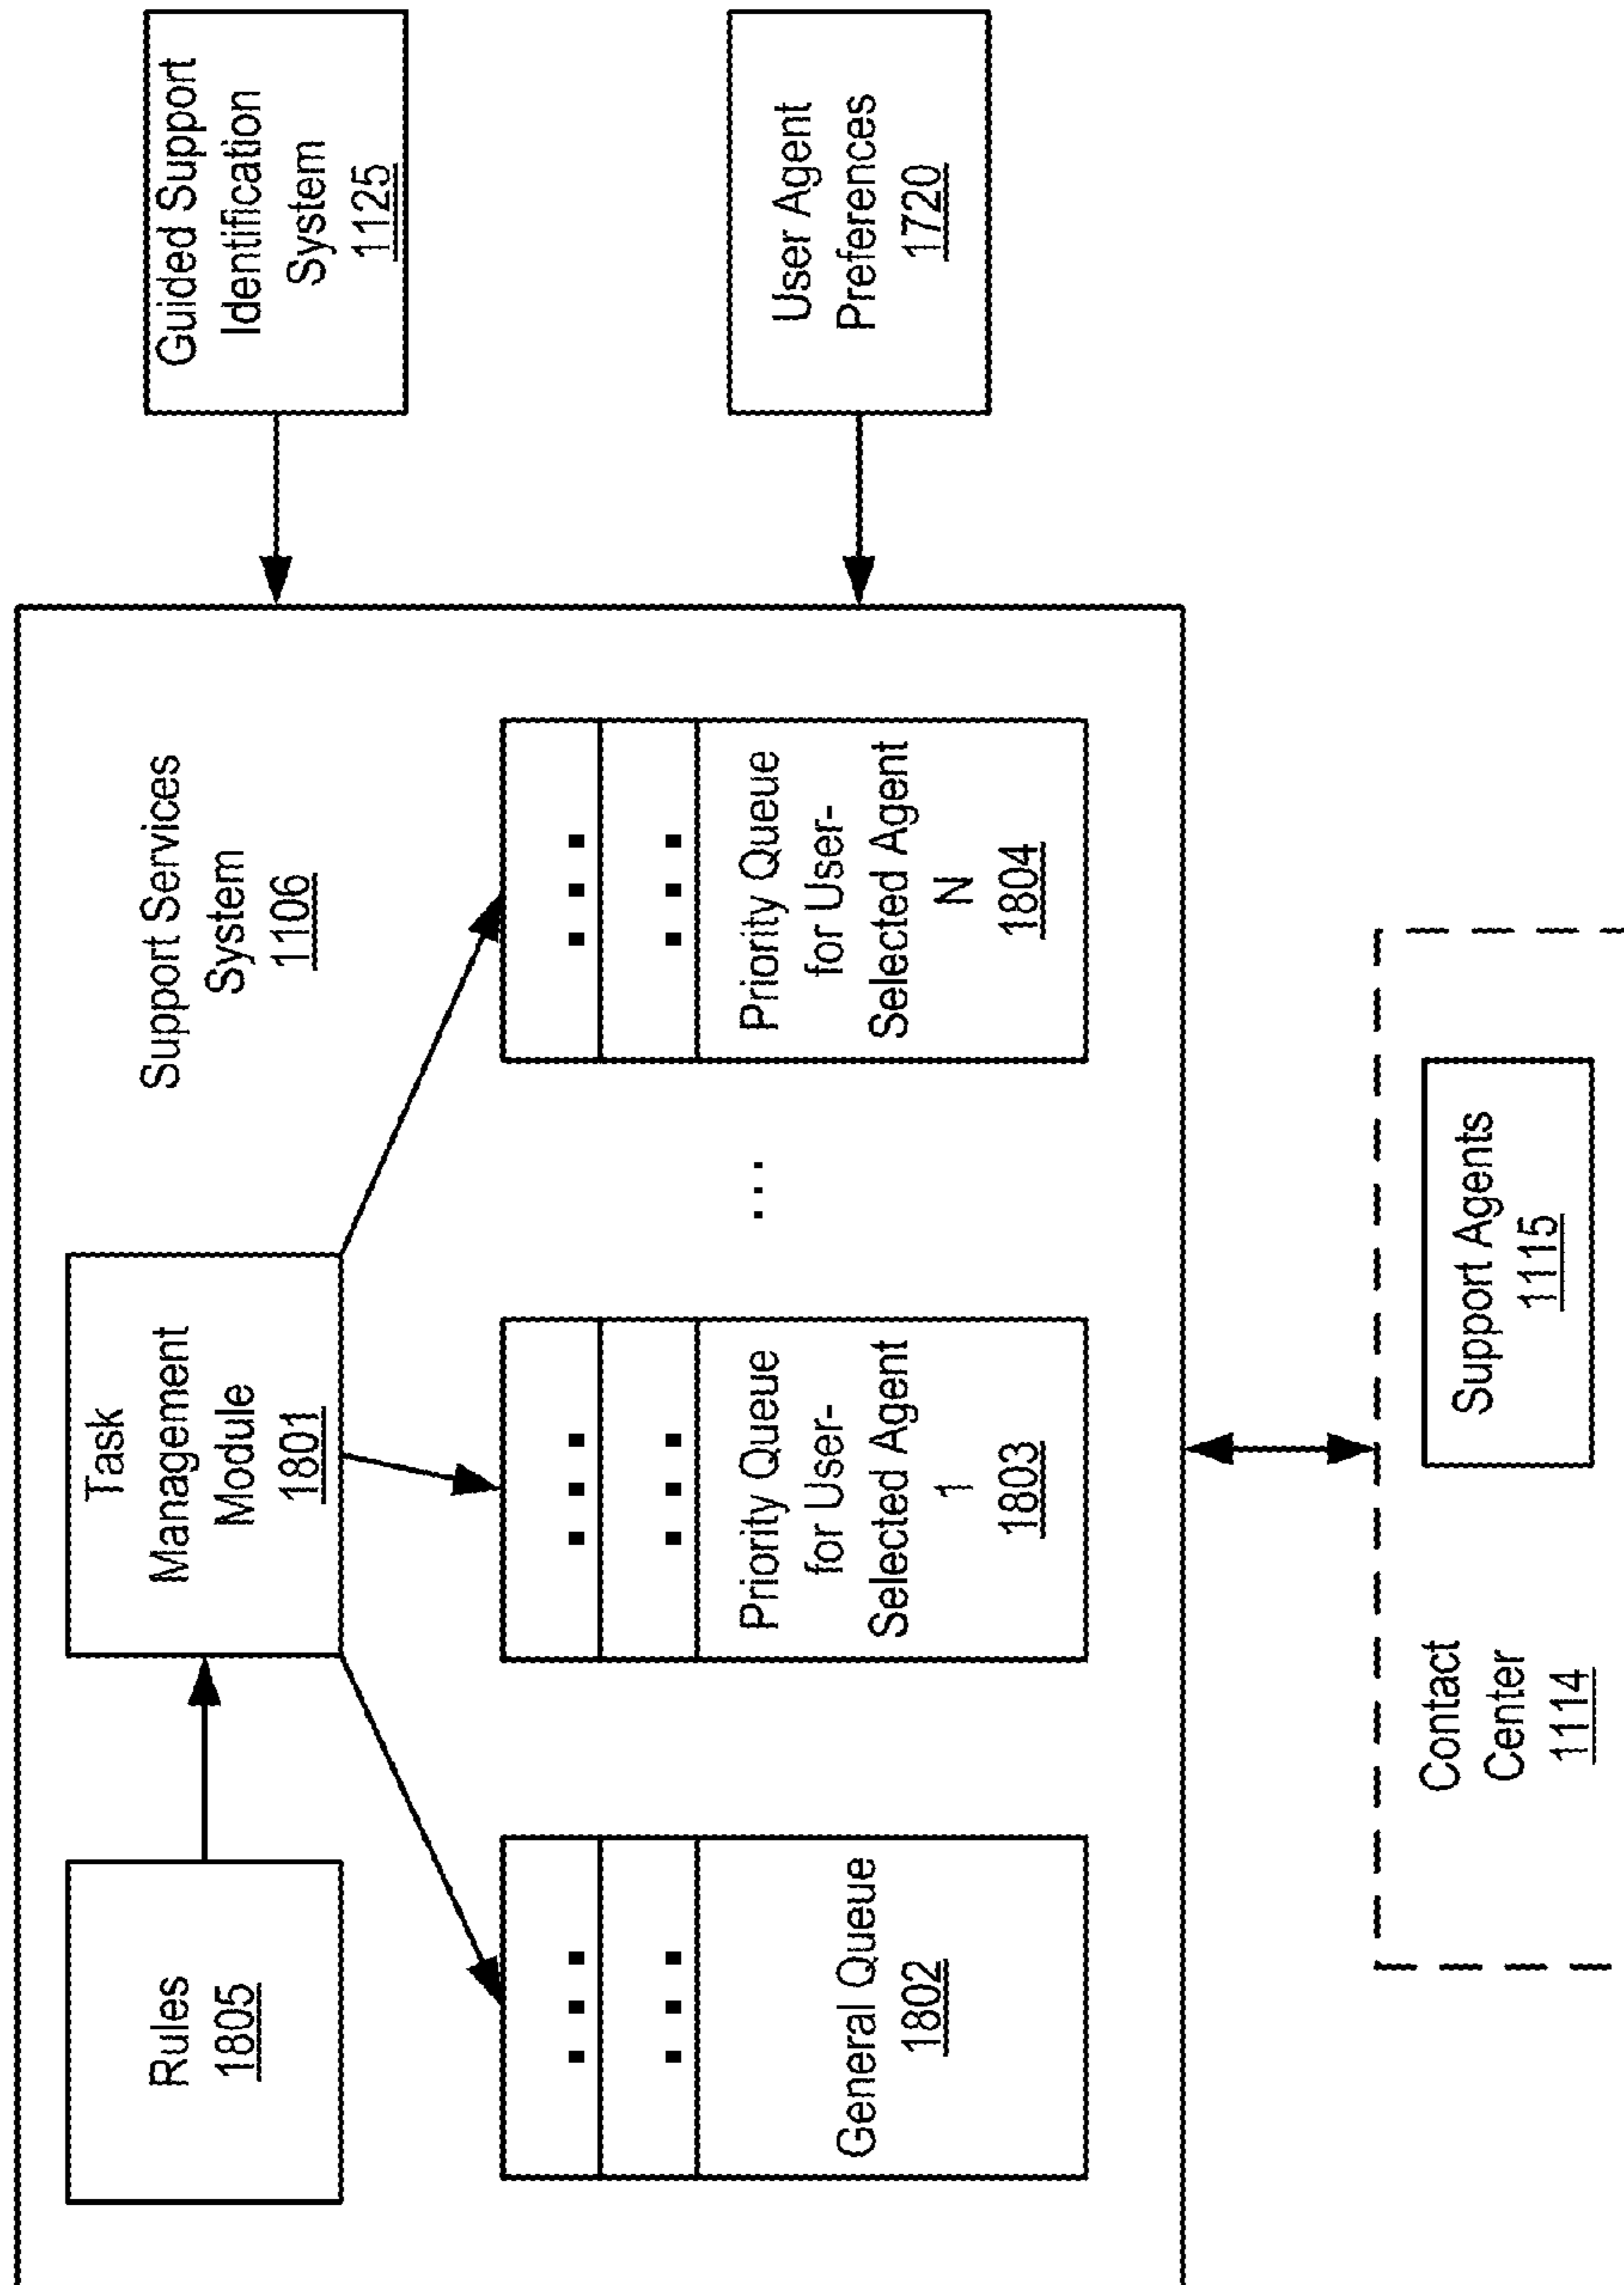 Rules
1805
Task
Management
Module
1801
Support Services
System
1106
Guided Support
Identification
System
1125
General Queue
1802
Priority Queue
for User-
Selected Agent
1
1803
...
Priority Queue
for User-
Selected Agent
N
1804
User Agent
Preferences
1720
Contact
Center
1114
Support Agents
1115